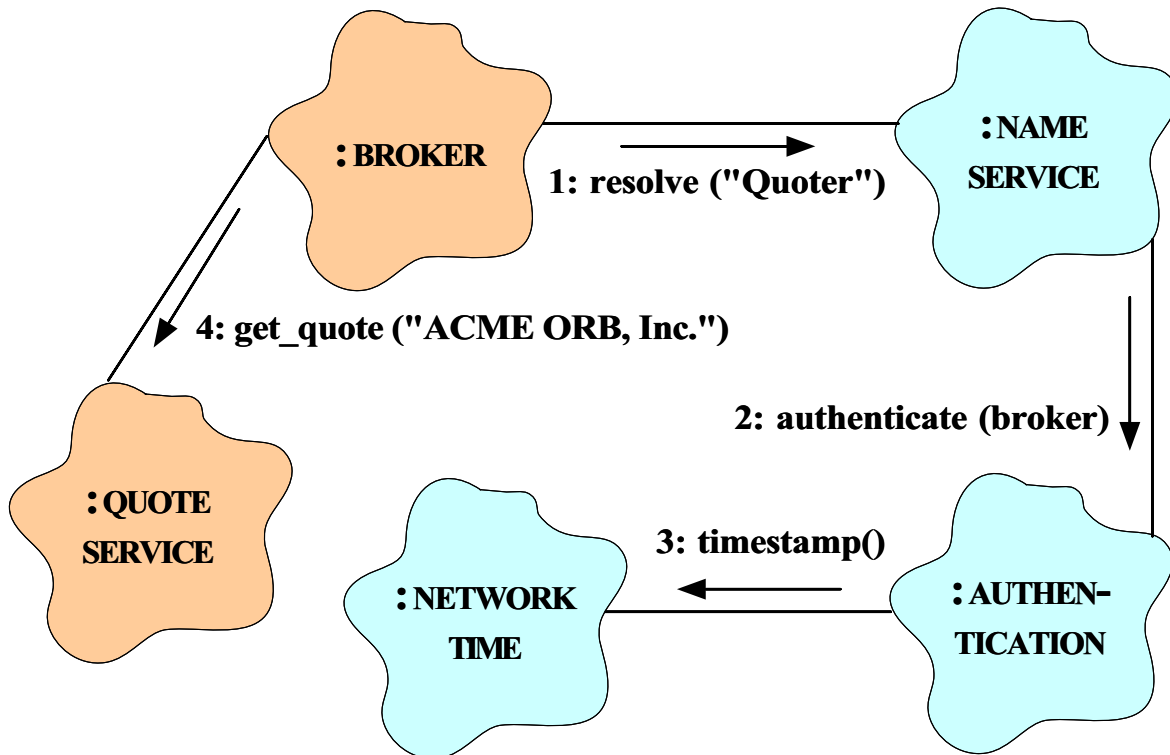 : BROKER
: NAME
SERVICE
1: resolve ("Quoter")
4: get_quote ("ACME ORB, Inc.")
2: authenticate (broker)
: QUOTE
SERVICE
3: timestamp()
: NETWORK
TIME
: AUTHEN-
TICATION